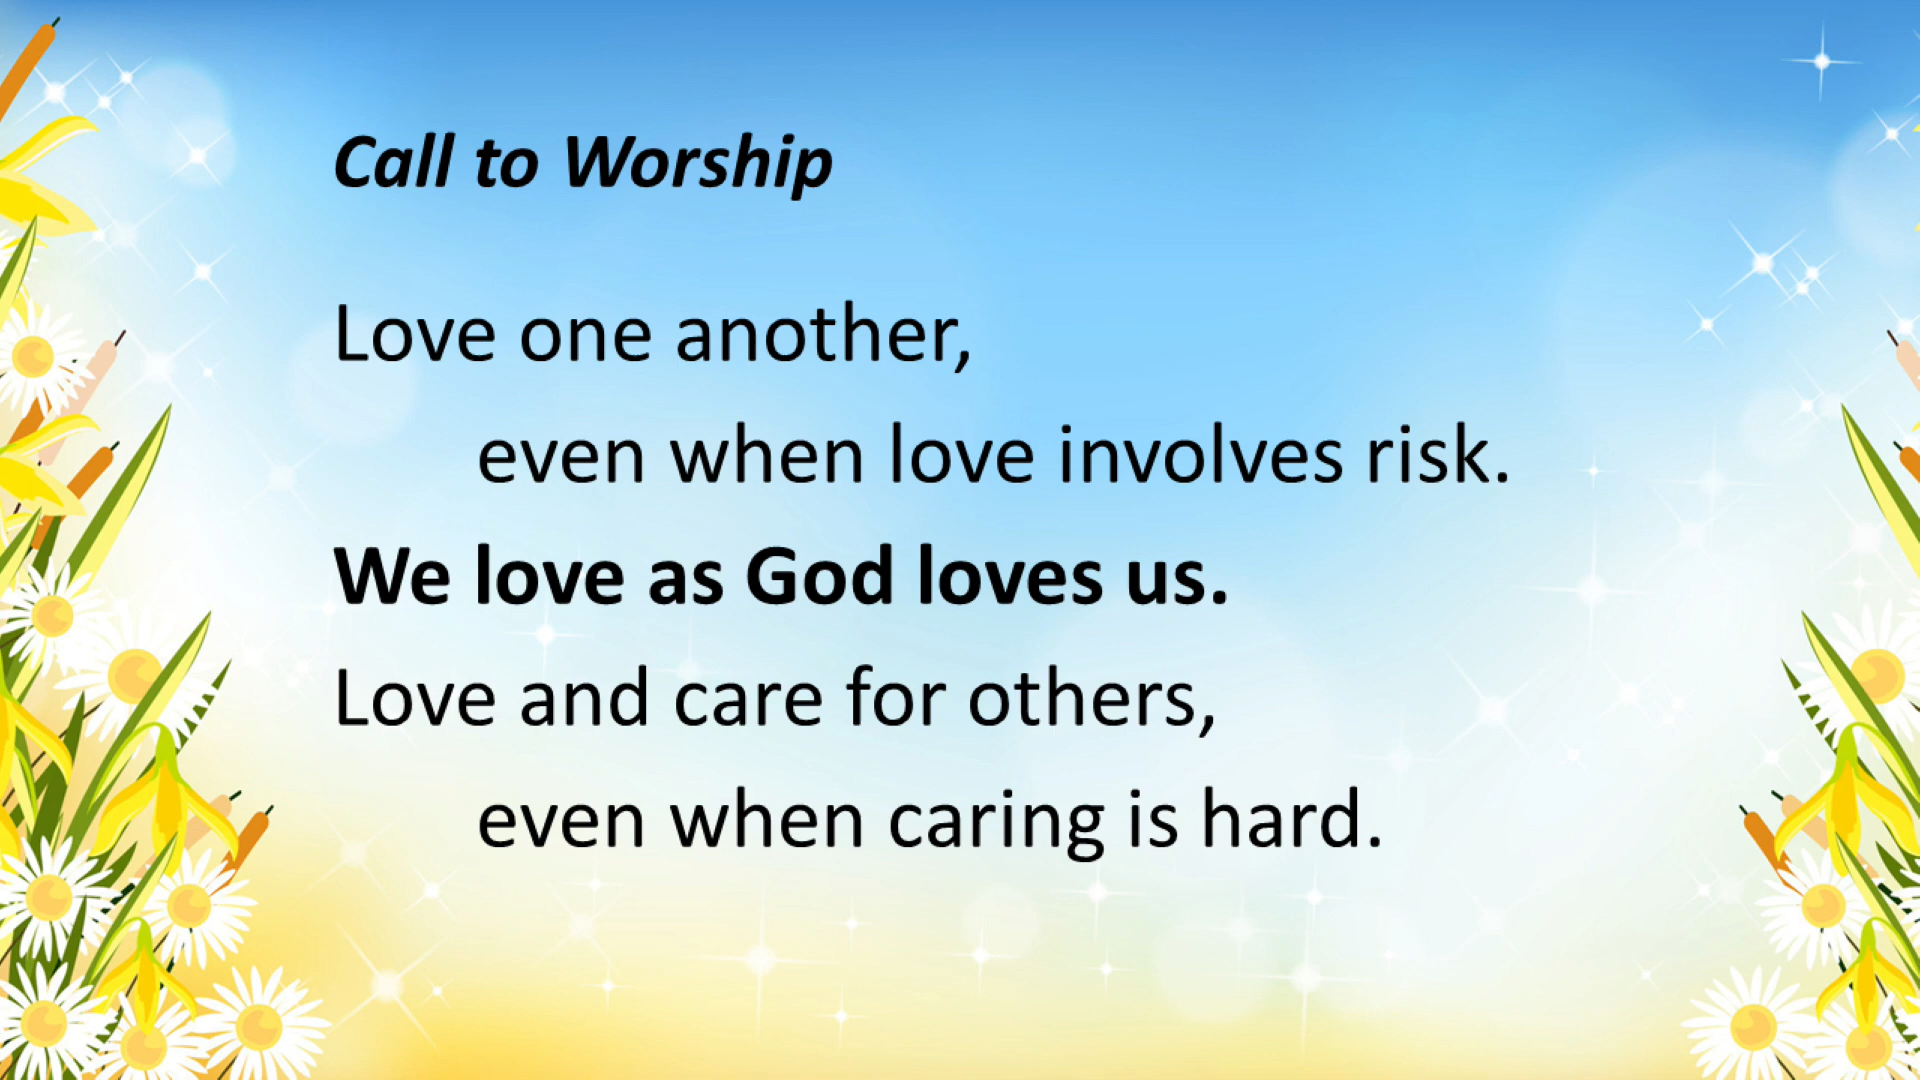 Call to Worship
Love one another,
even when love involves risk.
We love as God loves us.
Love and care for others,
even when caring is hard.